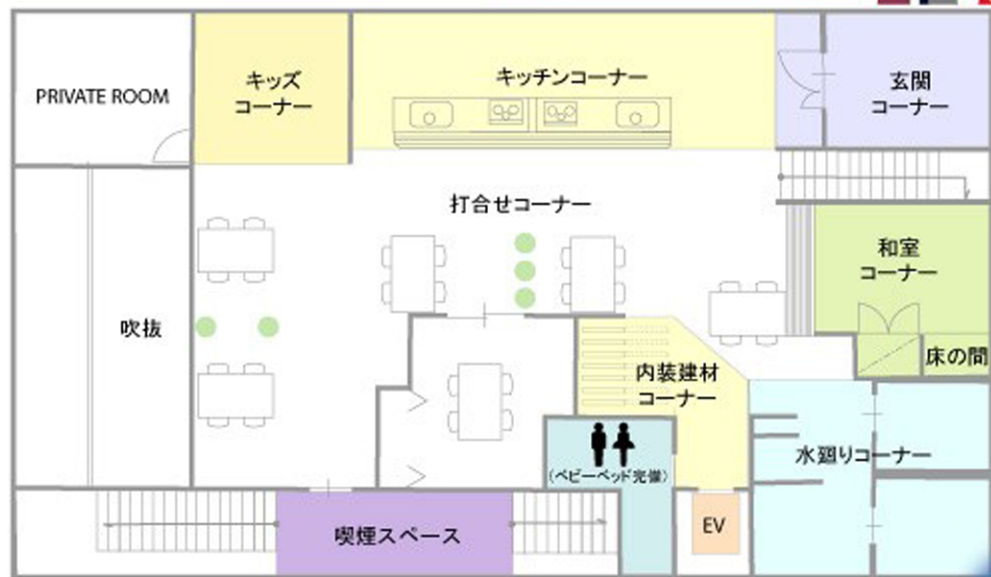 PRIVATE ROOM
キッズ
コーナー
キッチンコーナー
玄関
コーナー
打合せコーナー
和室
コーナー
吹抜
床の間
内装建材
コーナー
水廻りコーナー
(ベビーベッド完備)
喫煙スペース
EV